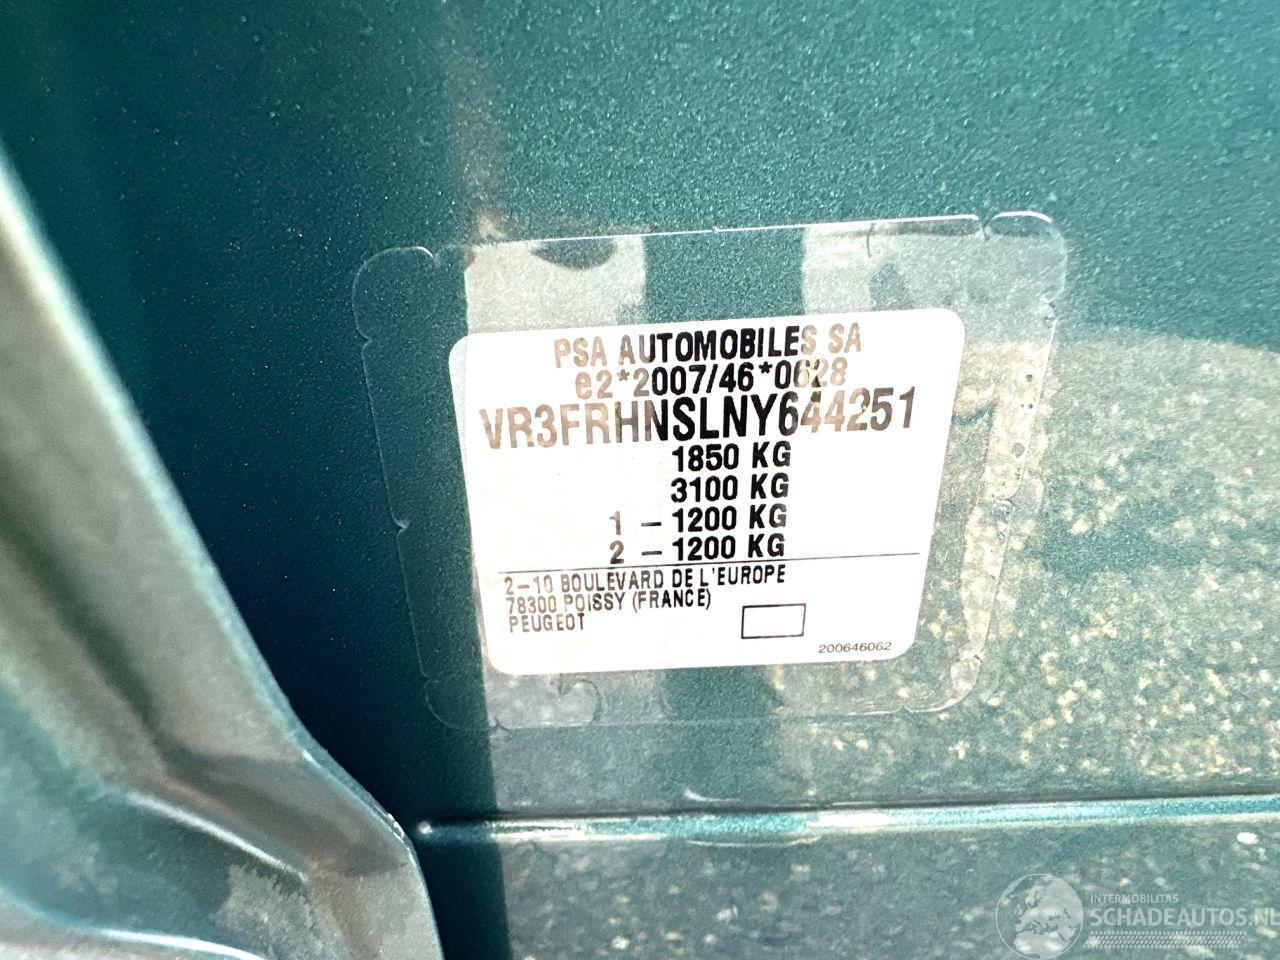 PSA AUTOMOBILES SA
e2*2007/46*0628
VR3FRHNSLNY644251
1850 KG
3100 KG
1 - 1200 KG
2 - 1200 KG
2-10 BOULEVARD DE L'EUROPE
78300 POISSY (FRANCE)
PEUGEOT
200646062
INTERMOBILITAS
SCHADEAUTOS.NL